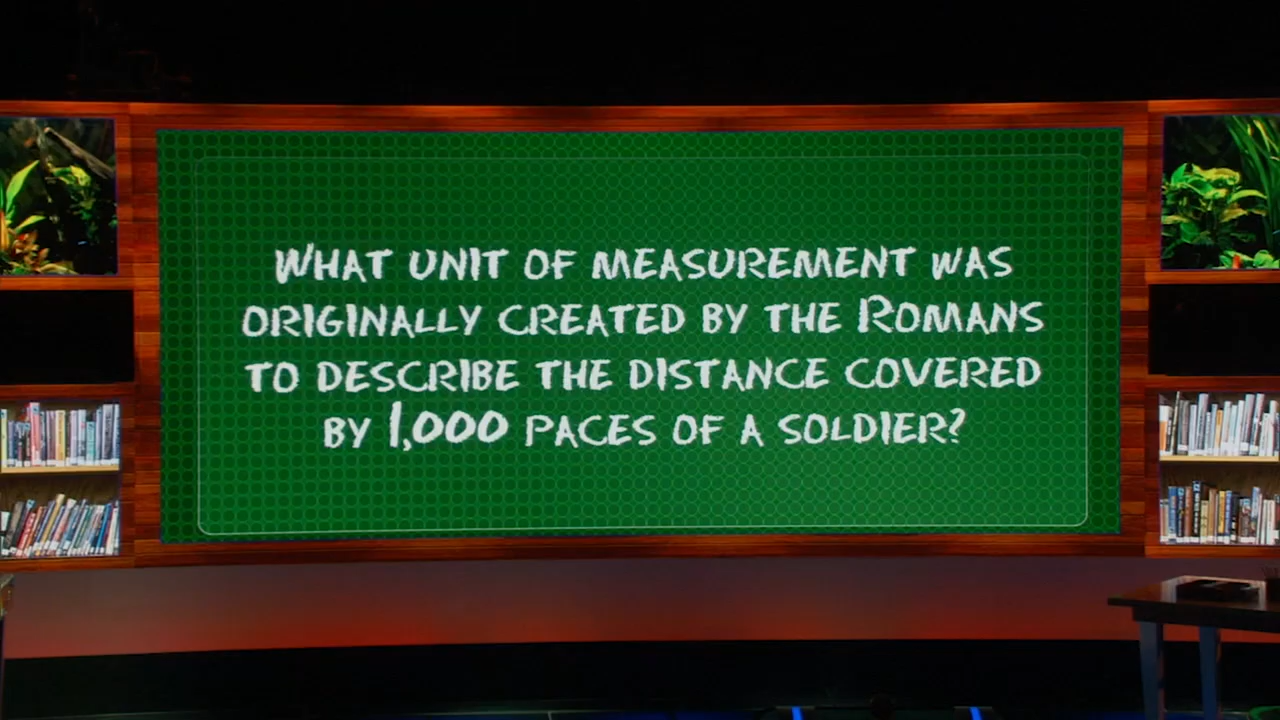 WHAT UNIT OF MEASUREMENT WAS
ORIGINALLY CREATED BY THE ROMANS
TO DESCRIBE THE DISTANCE COVERED
BY 1,000 PACES OF A SOLDIER?